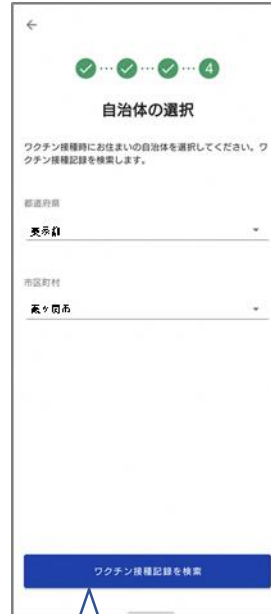 4
自治体の選択
ワクチン接種時にお住まいの自治体を選択してください。ワ
クチン接種記録を検索します。
都道府県
市区町村
ワクチン接種記録を検索